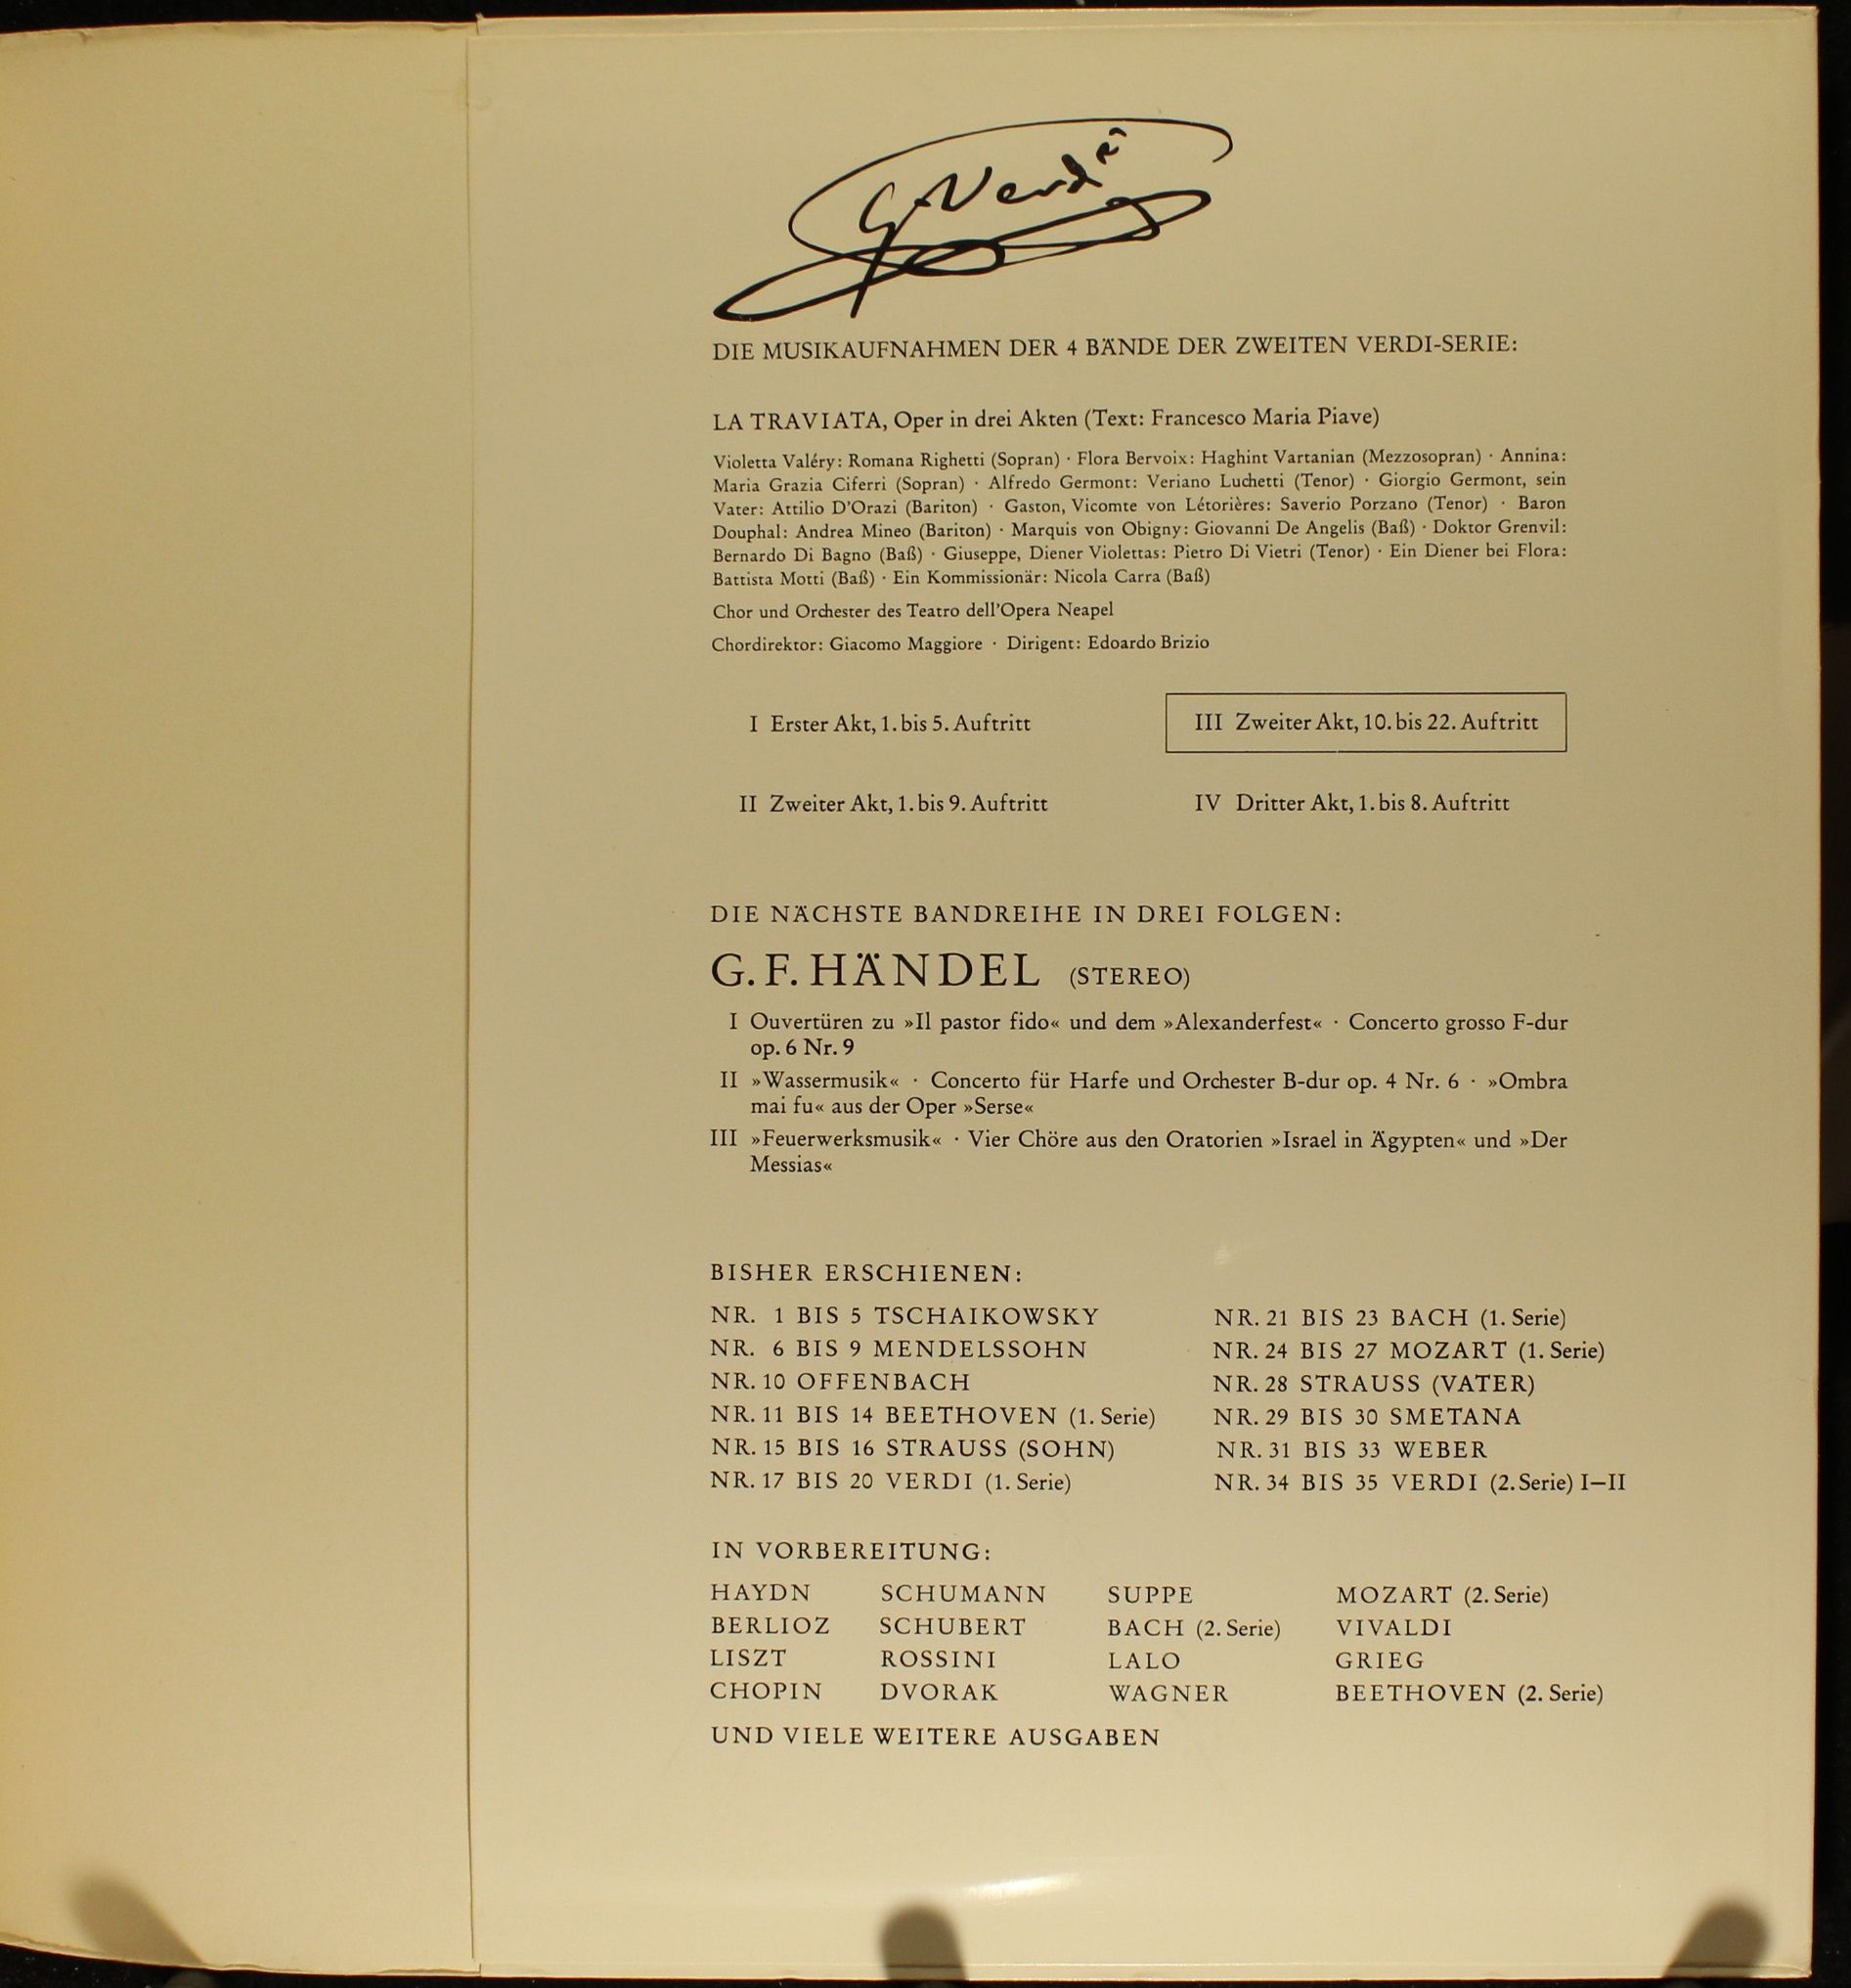 G. Verdi
DIE MUSIKAUFNAHMEN DER 4 BÄNDE DER ZWEITEN VERDI-SERIE:
LA TRAVIATA, Oper in drei Akten (Text: Francesco Maria Piave)
Violetta Valéry: Romana Righetti (Sopran) · Flora Bervoix: Haghint Vartanian (Mezzosopran) · Annina:
Maria Grazia Ciferri (Sopran) · Alfredo Germont: Veriano Luchetti (Tenor) · Giorgio Germont, sein
Vater: Attilio D'Orazi (Bariton) · Gaston, Vicomte von Létorières: Saverio Porzano (Tenor) · Baron
Douphal: Andrea Mineo (Bariton) · Marquis von Obigny: Giovanni De Angelis (Baß) · Doktor Grenvil:
Bernardo Di Bagno (Baß) · Giuseppe, Diener Violettas: Pietro Di Vietri (Tenor) · Ein Diener bei Flora:
Battista Motti (Baß) · Ein Kommissionär: Nicola Carra (Baß)
Chor und Orchester des Teatro dell'Opera Neapel
Chordirektor: Giacomo Maggiore · Dirigent: Edoardo Brizio
I Erster Akt, 1. bis 5. Auftritt
II Zweiter Akt, 1. bis 9. Auftritt
III Zweiter Akt, 10. bis 22. Auftritt
IV Dritter Akt, 1. bis 8. Auftritt
DIE NÄCHSTE BANDREIHE IN DREI FOLGEN:
G. F. HÄNDEL (STEREO)
I Ouvertüren zu »Il pastor fido« und dem »Alexanderfest« · Concerto grosso F-dur
op. 6 Nr. 9
II »Wassermusik« · Concerto für Harfe und Orchester B-dur op. 4 Nr. 6 · »Ombra
mai fu« aus der Oper »Serse«
III »Feuerwerksmusik« · Vier Chöre aus den Oratorien »Israel in Ägypten« und »Der
Messias«
BISHER ERSCHIENEN:
NR. 1 BIS 5 TSCHAIKOWSKY
NR. 6 BIS 9 MENDELSSOHN
NR. 10 OFFENBACH
NR. 11 BIS 14 BEETHOVEN (1. Serie)
NR. 15 BIS 16 STRAUSS (SOHN)
NR. 17 BIS 20 VERDI (1. Serie)
NR. 21 BIS 23 BACH (1. Serie)
NR. 24 BIS 27 MOZART (1. Serie)
NR. 28 STRAUSS (VATER)
NR. 29 BIS 30 SMETANA
NR. 31 BIS 33 WEBER
NR. 34 BIS 35 VERDI (2. Serie) I–II
IN VORBEREITUNG:
HAYDN SCHUMANN SUPPE MOZART (2. Serie)
BERLIOZ SCHUBERT BACH (2. Serie) VIVALDI
LISZT ROSSINI LALO GRIEG
CHOPIN DVORAK WAGNER BEETHOVEN (2. Serie)
UND VIELE WEITERE AUSGABEN